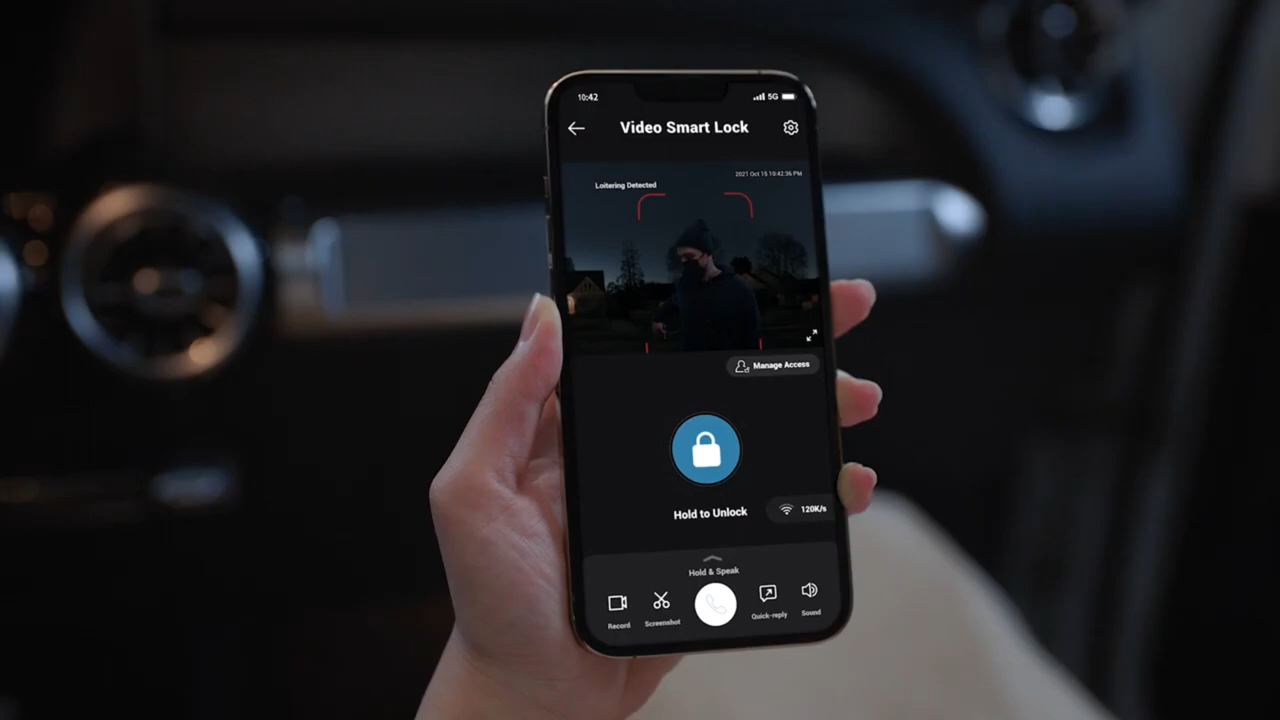 10:42
5G
Video Smart Lock
2021 Oct 15 10:42:36 PM
Loitering Detected
Manage Access
Hold to Unlock
120K/s
Hold & Speak
Record
Screenshot
Quick-reply
Sound